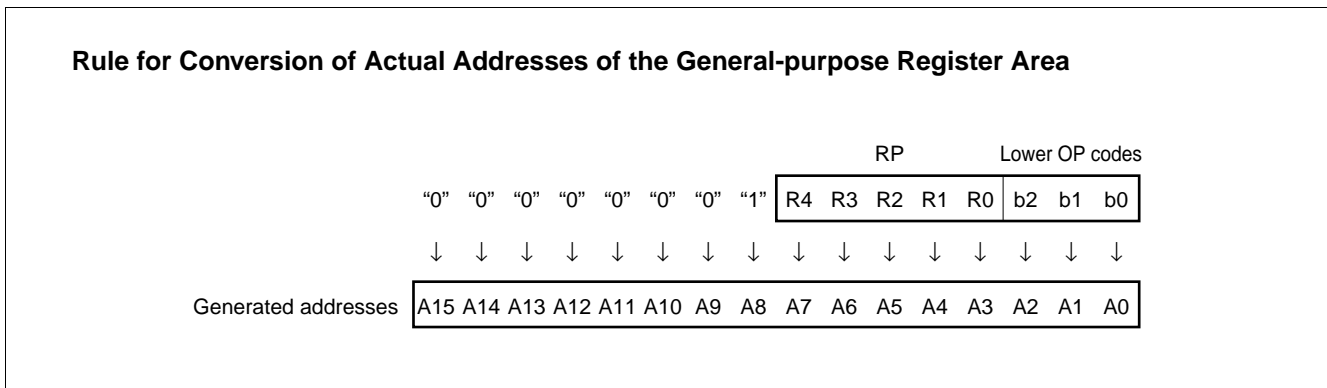 Rule for Conversion of Actual Addresses of the General-purpose Register Area
RP Lower OP codes
“0” “0” “0” “0” “0” “0” “0” “1” R4 R3 R2 R1 R0 b2 b1 b0
↓ ↓ ↓ ↓ ↓ ↓ ↓ ↓ ↓ ↓ ↓ ↓ ↓ ↓ ↓ ↓
Generated addresses A15 A14 A13 A12 A11 A10 A9 A8 A7 A6 A5 A4 A3 A2 A1 A0